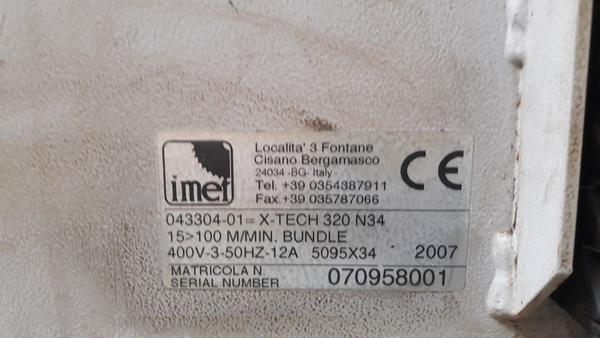 imet
Localita' 3 Fontane
Cisano Bergamasco
24034 -BG- Italy
Tel. +39 0354387911
Fax.+39 035787066
CE
043304-01= X-TECH 320 N34
15>100 M/MIN. BUNDLE
400V-3-50HZ-12A 5095X34 2007
MATRICOLA N.
SERIAL NUMBER 070958001